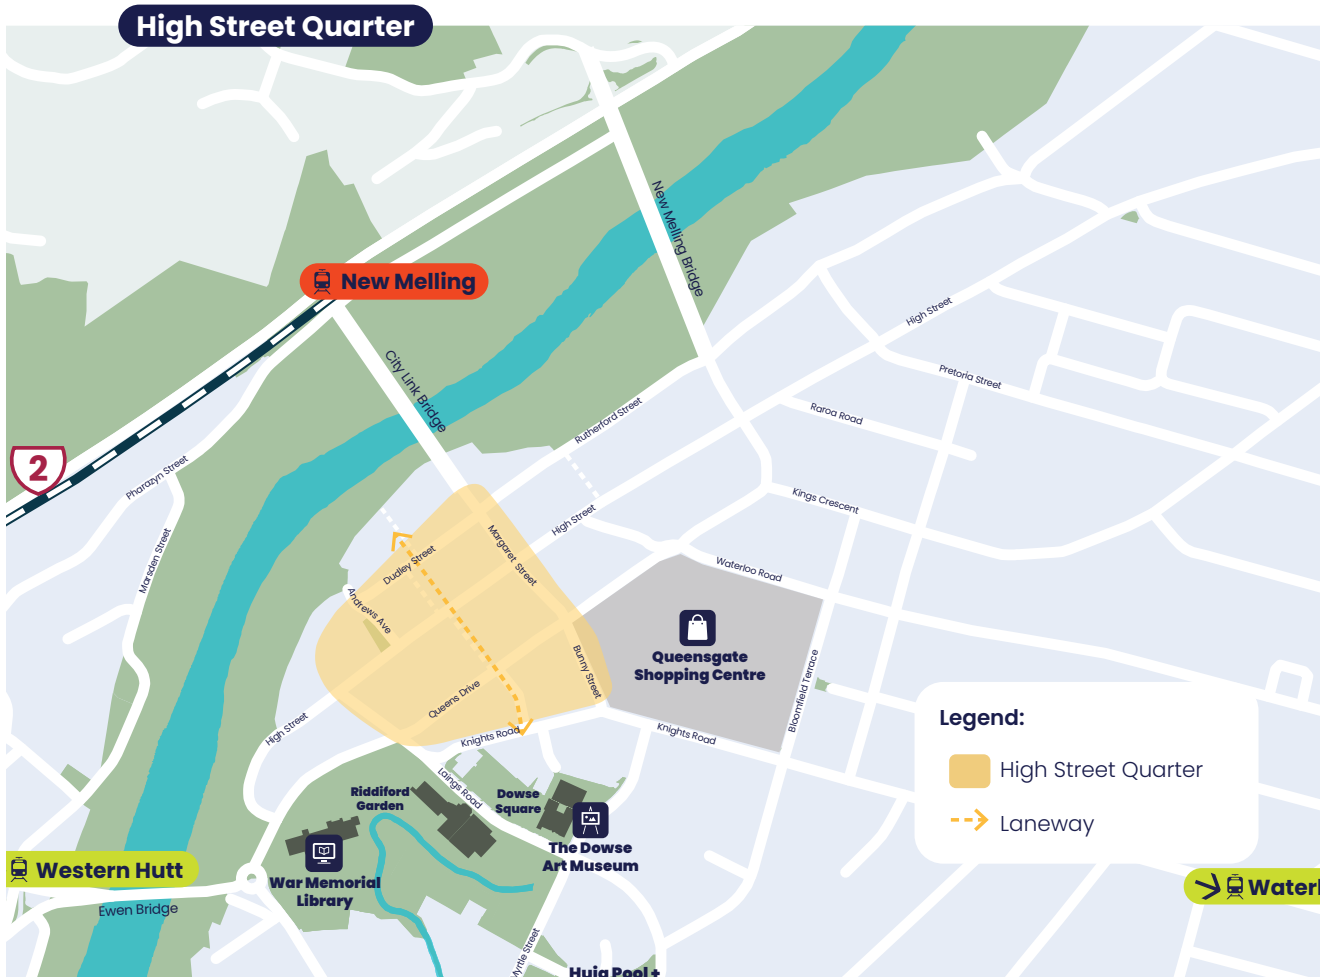 High Street Quarter
New Melling Bridge
New Melling
High Street
City Link Bridge
Pretoria Street
Rutherford Street
Raroa Road
2
Pharazyn Street
Kings Crescent
High Street
Margaret Street
Marsden Street
Dudley Street
Waterloo Road
Andrews Ave
Queensgate
Shopping Centre
Bunny Street
Bloomfield Terrace
Queens Drive
High Street
Knights Road
Knights Road
Legend:
High Street Quarter
Laneway
Laings Road
Riddiford
Garden
Dowse
Square
The Dowse
Art Museum
Western Hutt
War Memorial
Library
Ewen Bridge
Waterl
Myrtle Street
Huia Pool +